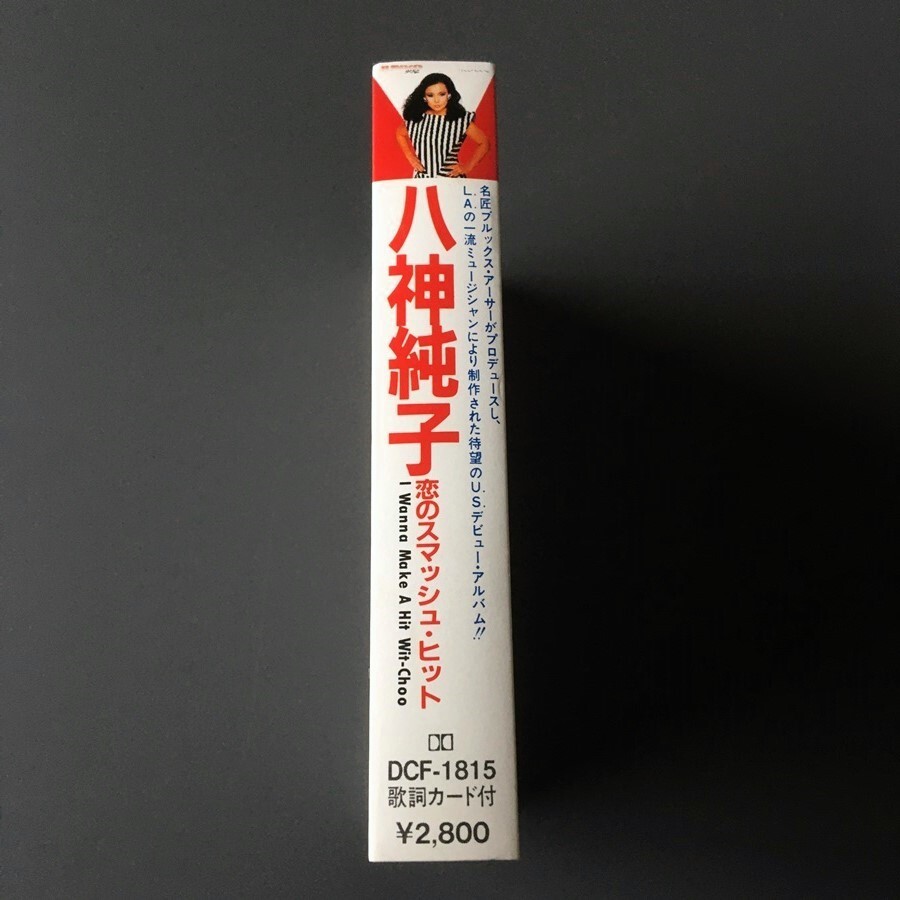 名匠ブルックス・アーサーがプロデュースし、
L.A.の一流ミュージシャンにより制作された待望のU.S.デビュー・アルバム!!
八神純子
恋のスマッシュ・ヒット
I Wanna Make A Hit Wit-Choo
DCF-1815
歌詞カード付
¥2,800